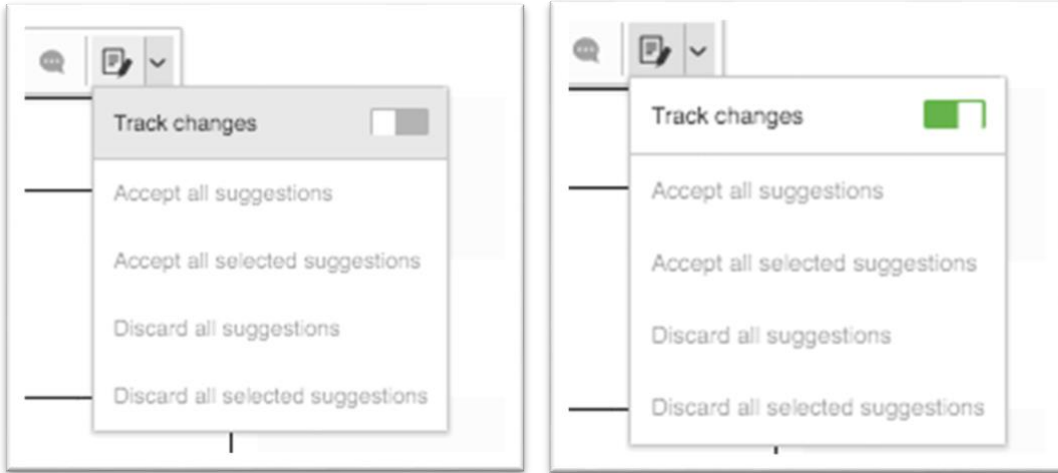 Track changes
Accept all suggestions
Accept all selected suggestions
Discard all suggestions
Discard all selected suggestions
Track changes
Accept all suggestions
Accept all selected suggestions
Discard all suggestions
Discard all selected suggestions